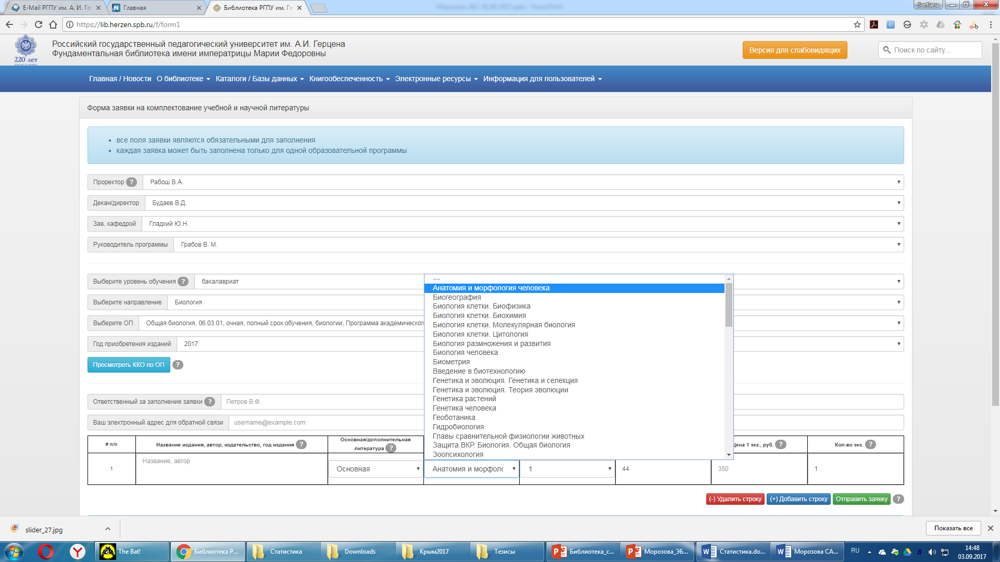 E-Mail РГПУ им. А. И. Ге
Главная
Библиотека РГПУ им. Ге
Svetlana
https://lib.herzen.spb.ru/f/form1
220 лет
Российский государственный педагогический университет им. А.И. Герцена
Фундаментальная библиотека имени императрицы Марии Федоровны
Версия для слабовидящих
Поиск по сайту...
Главная / Новости О библиотеке Каталоги / Базы данных Книгообеспеченность Электронные ресурсы Информация для пользователей
Форма заявки на комплектование учебной и научной литературы
• все поля заявки являются обязательными для заполнения
• каждая заявка может быть заполнена только для одной образовательной программы
Проректор ? Рабош В.А.
Декан/директор Будаев В.Д.
Зав. кафедрой Гладкий Ю.Н.
Руководитель программы Грабов В. М.
Выберите уровень обучения ? бакалавриат
Выберите направление Биология
Выберите ОП Общая биология, 06.03.01, очная, полный срок обучения, биологии, Программа академического
Год приобретения изданий 2017
Просмотреть ККО по ОП ?
---
Анатомия и морфология человека
Биогеография
Биология клетки. Биофизика
Биология клетки. Биохимия
Биология клетки. Молекулярная биология
Биология клетки. Цитология
Биология размножения и развития
Биология человека
Биометрия
Введение в биотехнологию
Генетика и эволюция. Генетика и селекция
Генетика и эволюция. Теория эволюции
Генетика растений
Генетика человека
Геоботаника
Гидробиология
Главы сравнительной физиологии животных
Защита ВКР. Биология. Общая биология
Зоопсихология
Ответственный за заполнение заявки ? Петров В.Ф.
Ваш электронный адрес для обратной связи username@example.com
# п/п
Название издания, автор, издательство, год издания ?
Основная/дополнительная
литература ?
Цена 1 экз., руб. ?
Кол-во экз. ?
1 Название, автор Основная Анатомия и морфоло 1 44 350 1
(-) Удалить строку (+) Добавить строку Отправить заявку ?
slider_27.jpg
Показать все
The Bat!
Библиотека Р...
Статистика
Downloads
Крым2017
Тезисы
Библиотека_с...
Морозова_ЭБ...
Статистика.do...
Морозова СА...
RU
14:48
03.09.2017